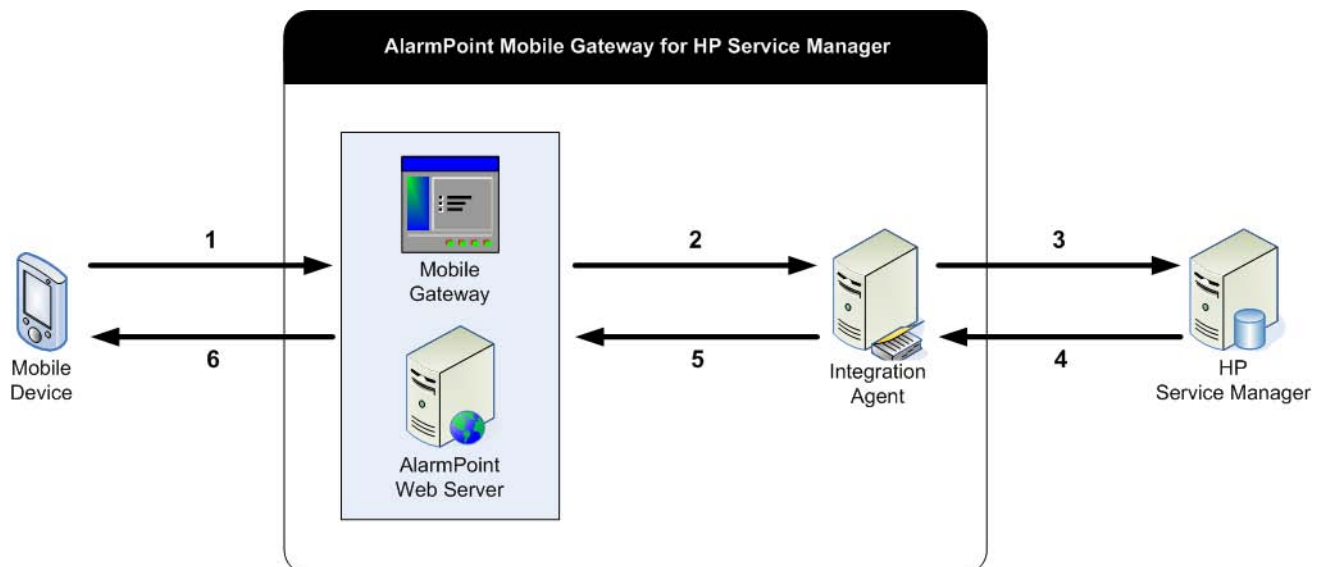 AlarmPoint Mobile Gateway for HP Service Manager
1
2
3
Mobile
Gateway
6
5
4
Mobile
Device
Integration
Agent
HP
Service Manager
AlarmPoint
Web Server